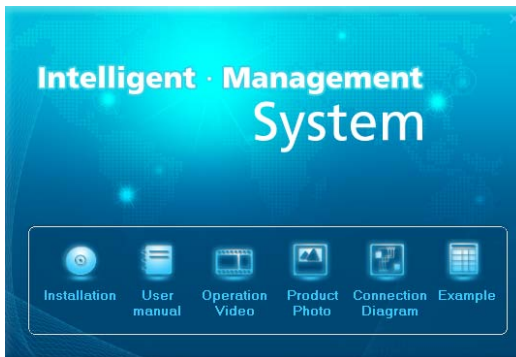 Intelligent · Management
System
Installation
User
manual
Operation
Video
Product
Photo
Connection
Diagram
Example